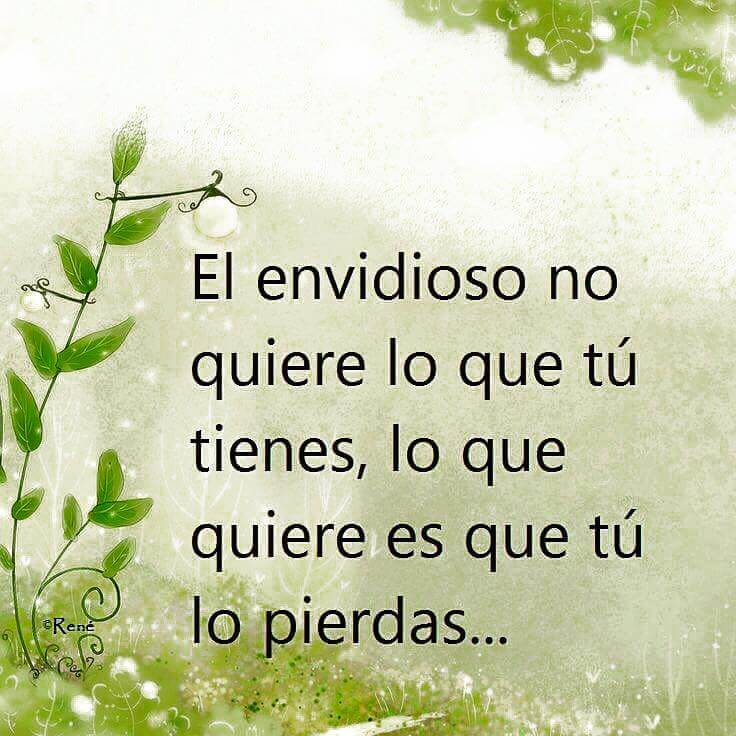 El envidioso no
quiere lo que tú
tienes, lo que
quiere es que tú
lo pierdas...
©René